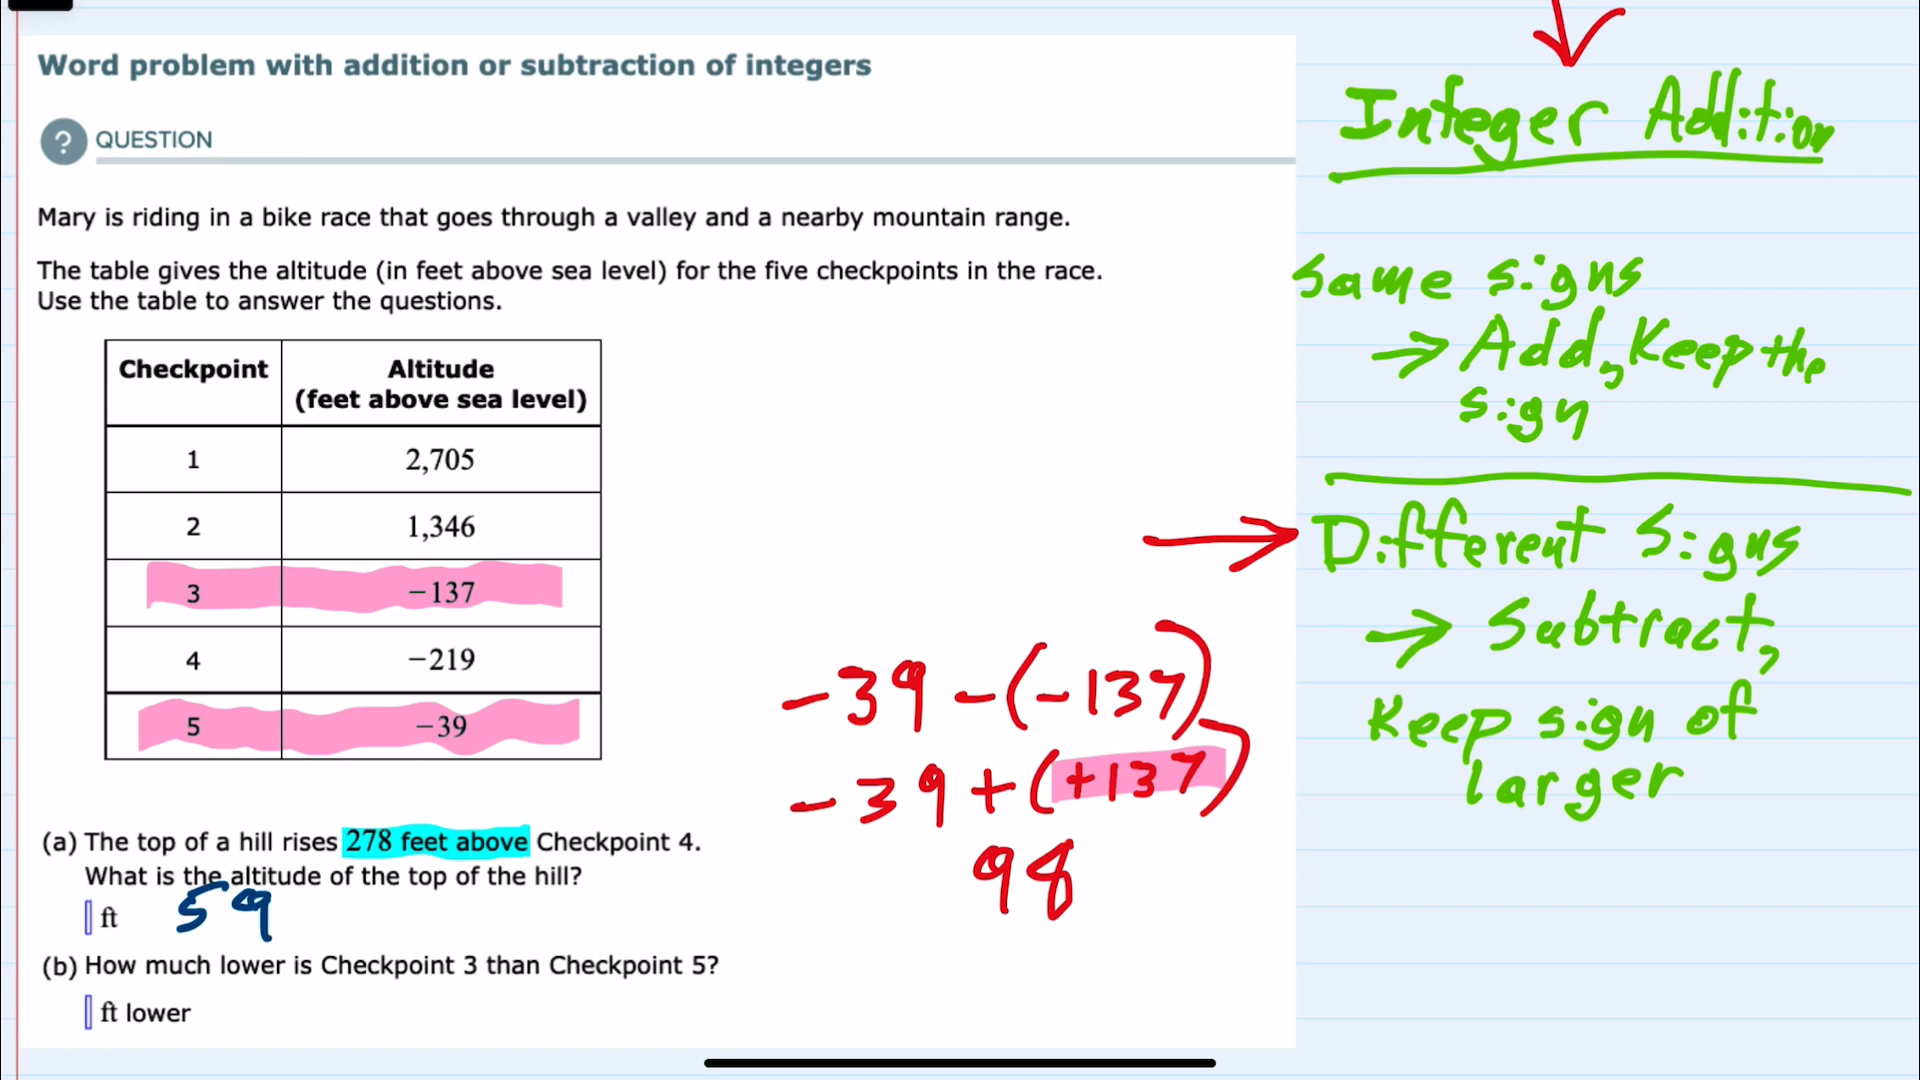 Word problem with addition or subtraction of integers
? QUESTION
Mary is riding in a bike race that goes through a valley and a nearby mountain range.
The table gives the altitude (in feet above sea level) for the five checkpoints in the race.
Use the table to answer the questions.
Checkpoint Altitude
(feet above sea level)
1 2,705
2 1,346
3 −137
4 −219
5 −39
(a) The top of a hill rises 278 feet above Checkpoint 4.
What is the altitude of the top of the hill?
ft 59
(b) How much lower is Checkpoint 3 than Checkpoint 5?
ft lower
-39-(-137)
-39+(+137)
98
Integer Addition
Same signs
→ Add, Keep the
sign
Different Signs
→ Subtract,
Keep sign of
larger